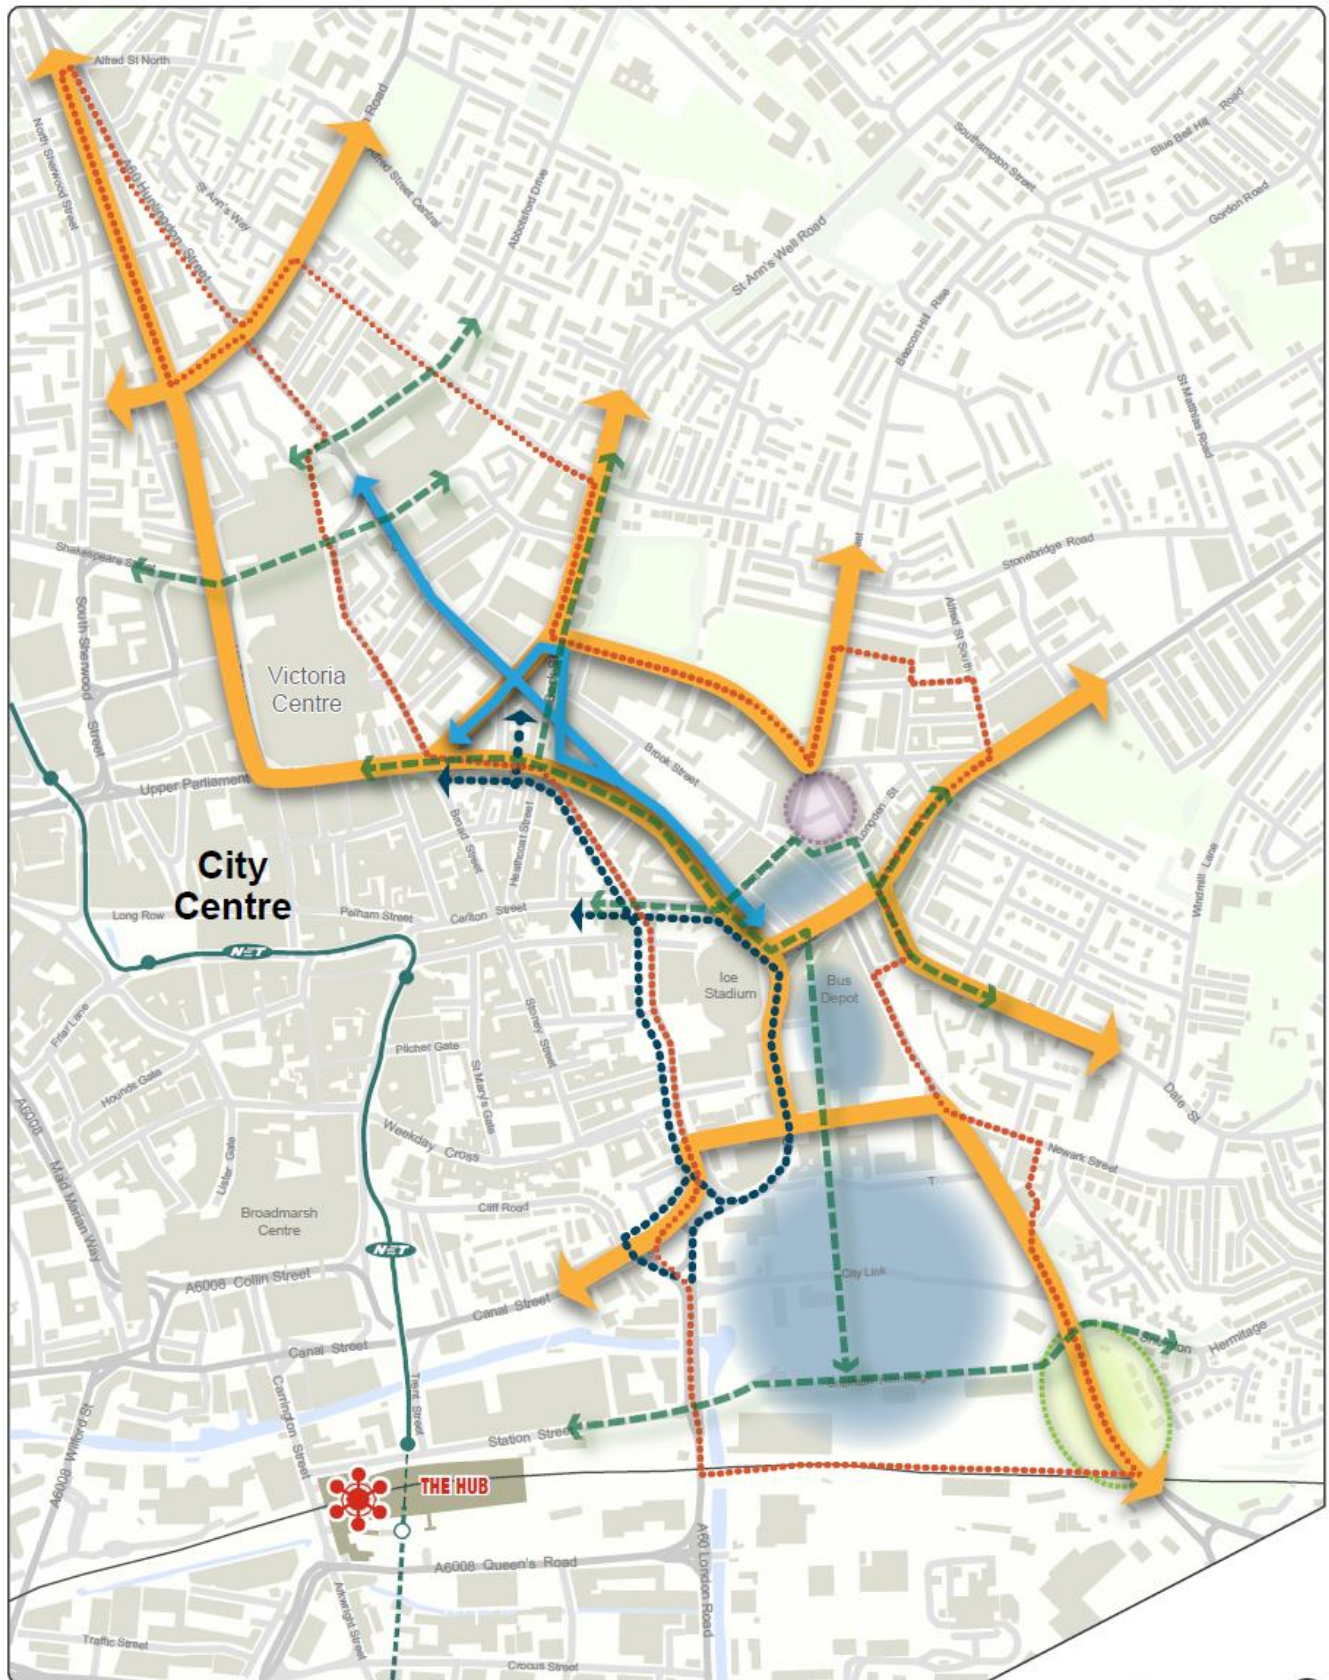 Alfred St North
Road
North Sherwood Street
A60 Huntingdon Street
St Ann's Way
Alfred Street Central
Abbotsford Drive
Southampton Street
Blue Bell Hill Road
Gordon Road
St Ann's Well Road
Beacon Hill Rise
St Matthias Road
Shakespeare Street
South Sherwood Street
Stonebridge Road
Alfred St South
Victoria
Centre
Brook Street
Upper Parliament
Longden St
Broad Street
Heathcoat Street
Windmill Lane
City
Centre
Long Row
Pelham Street
Carlton Street
NET
Ice
Stadium
Bus
Depot
Friar Lane
Stoney Street
Pilcher Gate
Hounds Gate
St Mary's Gate
A6008
Maid Marian Way
Weekday Cross
Lister Gate
Dale St
Newark Street
T
Cliff Road
Broadmarsh
Centre
NET
A6008 Collin Street
City Link
Canal Street
Canal Street
Hermitage
Carrington Street
Trent Street
A6008 Wilford St
Station Street
THE HUB
A60 London Road
A6008 Queen's Road
Arkwright Street
Traffic Street
Crocus Street